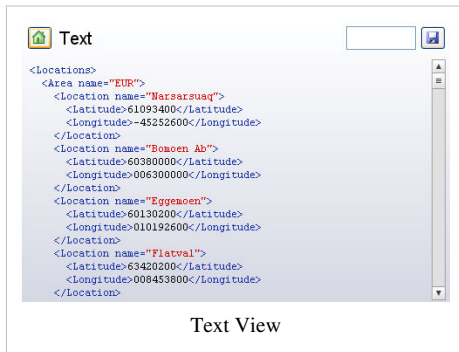 Text
<Locations>
<Area name="EUR">
<Location name="Narsarsuaq">
<Latitude>61093400</Latitude>
<Longitude>-45252600</Longitude>
</Location>
<Location name="Bomoen Ab">
<Latitude>60380000</Latitude>
<Longitude>006300000</Longitude>
</Location>
<Location name="Eggemoen">
<Latitude>60130200</Latitude>
<Longitude>010192600</Longitude>
</Location>
<Location name="Flatval">
<Latitude>63420200</Latitude>
<Longitude>008453800</Longitude>
</Location>
Text View